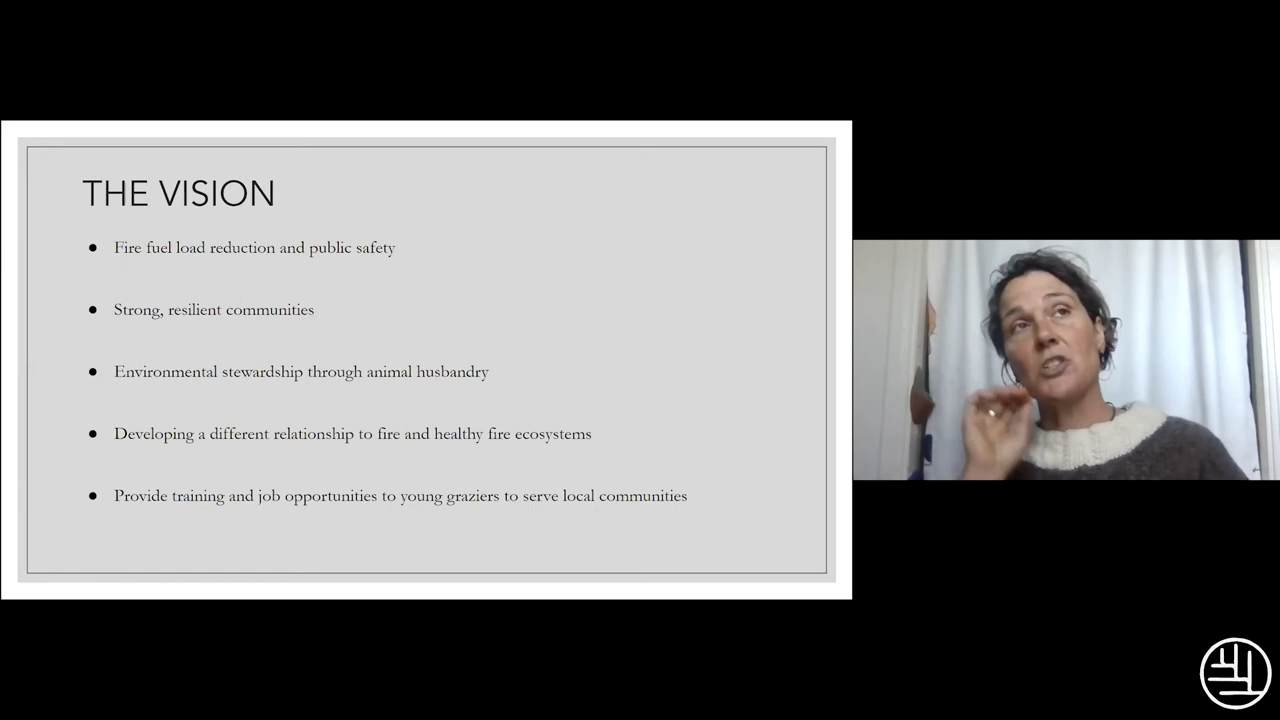 THE VISION
● Fire fuel load reduction and public safety
● Strong, resilient communities
● Environmental stewardship through animal husbandry
● Developing a different relationship to fire and healthy fire ecosystems
● Provide training and job opportunities to young graziers to serve local communities